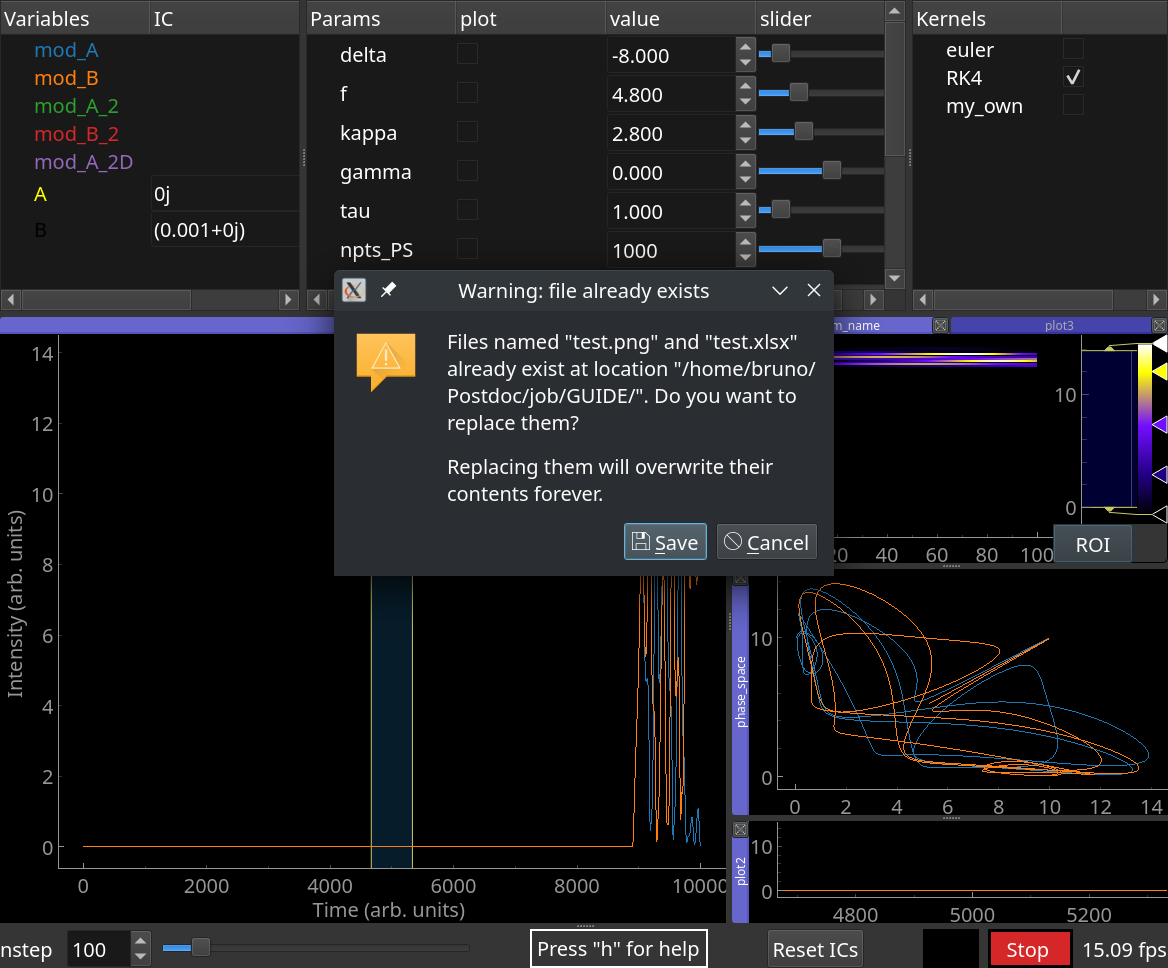 Variables IC
mod_A
mod_B
mod_A_2
mod_B_2
mod_A_2D
A 0j
B (0.001+0j)
Params plot value slider
delta -8.000
f 4.800
kappa 2.800
gamma 0.000
tau 1.000
npts_PS 1000
Kernels
euler
RK4
my_own
Warning: file already exists
Files named "test.png" and "test.xlsx"
already exist at location "/home/bruno/
Postdoc/job/GUIDE/". Do you want to
replace them?
Replacing them will overwrite their
contents forever.
Save Cancel
m_name plot3
10
0
20 40 60 80 100
ROI
14
12
10
8
6
4
2
0
Intensity (arb. units)
0 2000 4000 6000 8000 10000
Time (arb. units)
phase_space
10
0
0 2 4 6 8 10 12 14
plot2
10
0
4800 5000 5200
nstep 100 Press "h" for help Reset ICs Stop 15.09 fps